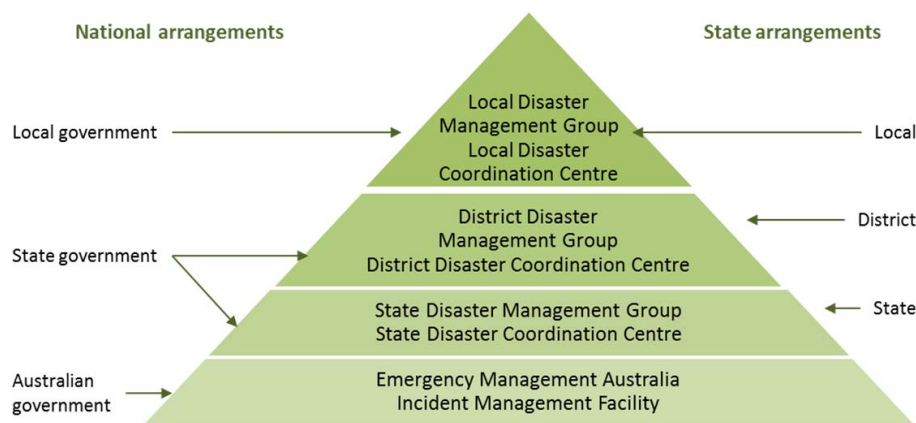 National arrangements
State arrangements
Local Disaster
Management Group
Local Disaster
Coordination Centre
Local government
Local
District Disaster
Management Group
District Disaster Coordination Centre
District
State government
State Disaster Management Group
State Disaster Coordination Centre
State
Emergency Management Australia
Incident Management Facility
Australian
government